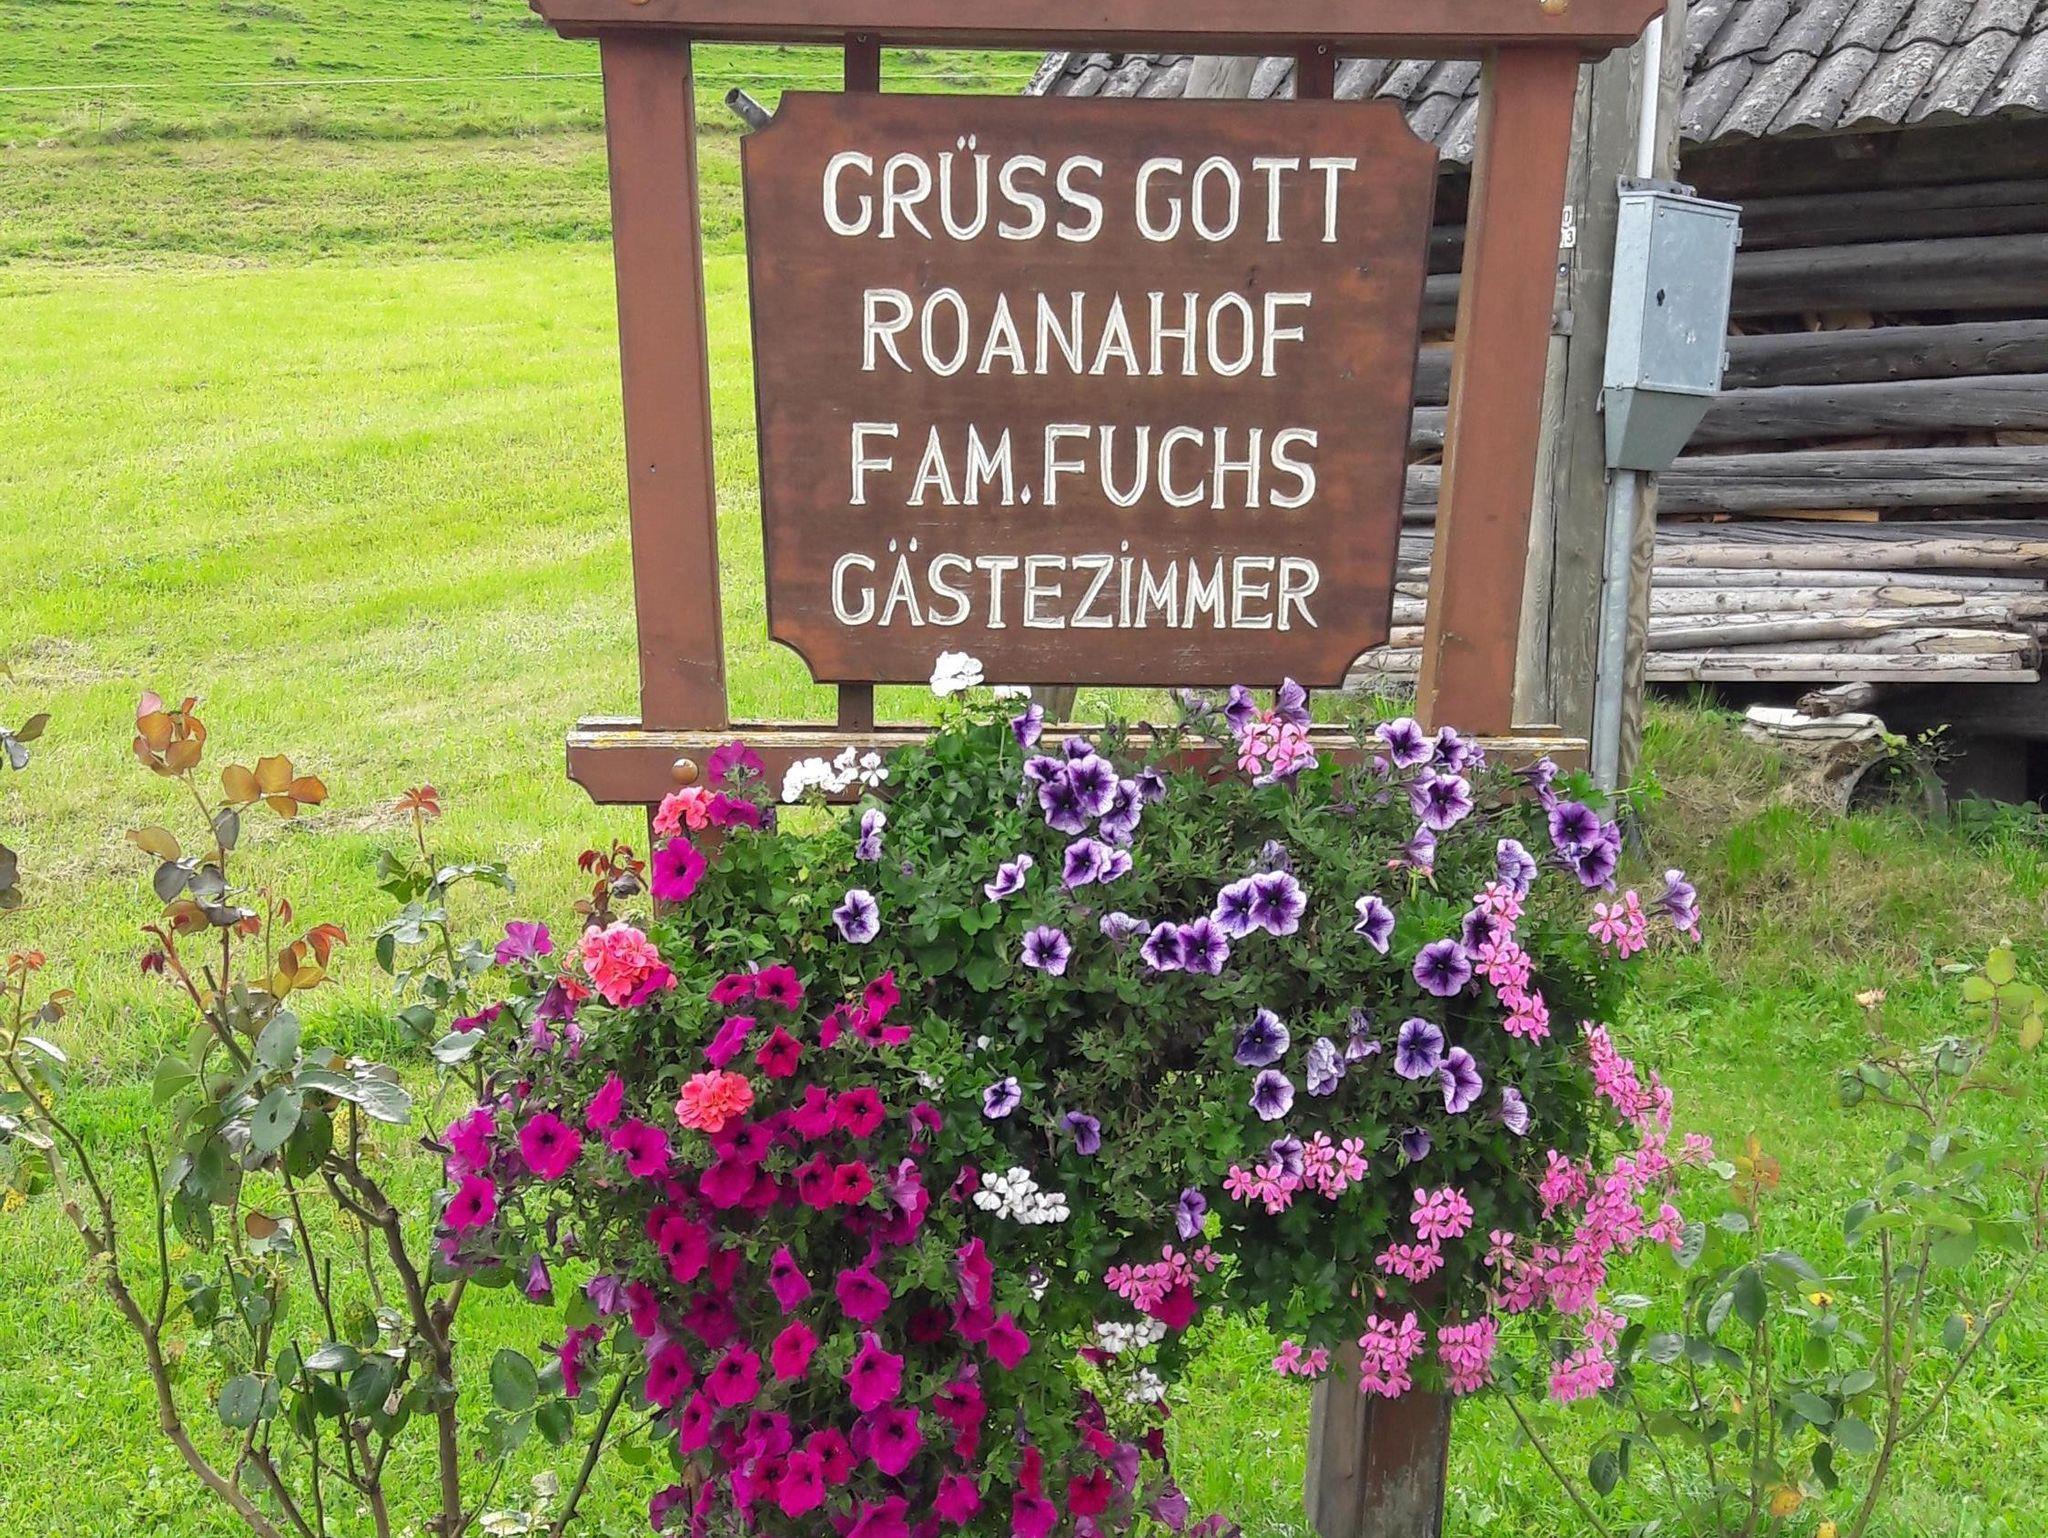 GRÜSS GOTT
ROANAHOF
FAM.FUCHS
GÄSTEZIMMER